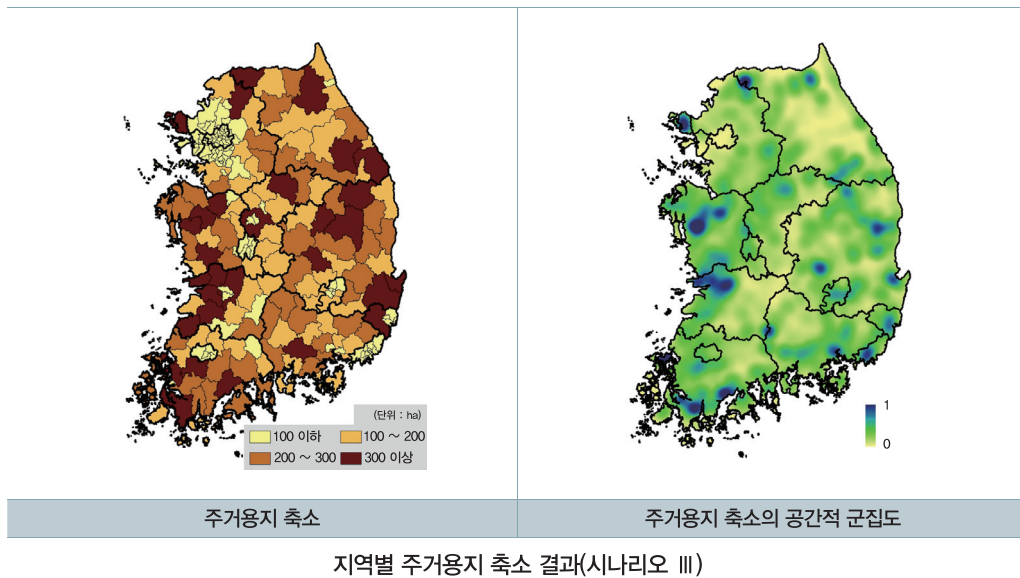 (단위 : ha)
100 이하 100 ~ 200
200 ~ 300 300 이상
1
0
주거용지 축소 주거용지 축소의 공간적 군집도
지역별 주거용지 축소 결과(시나리오 Ⅲ)